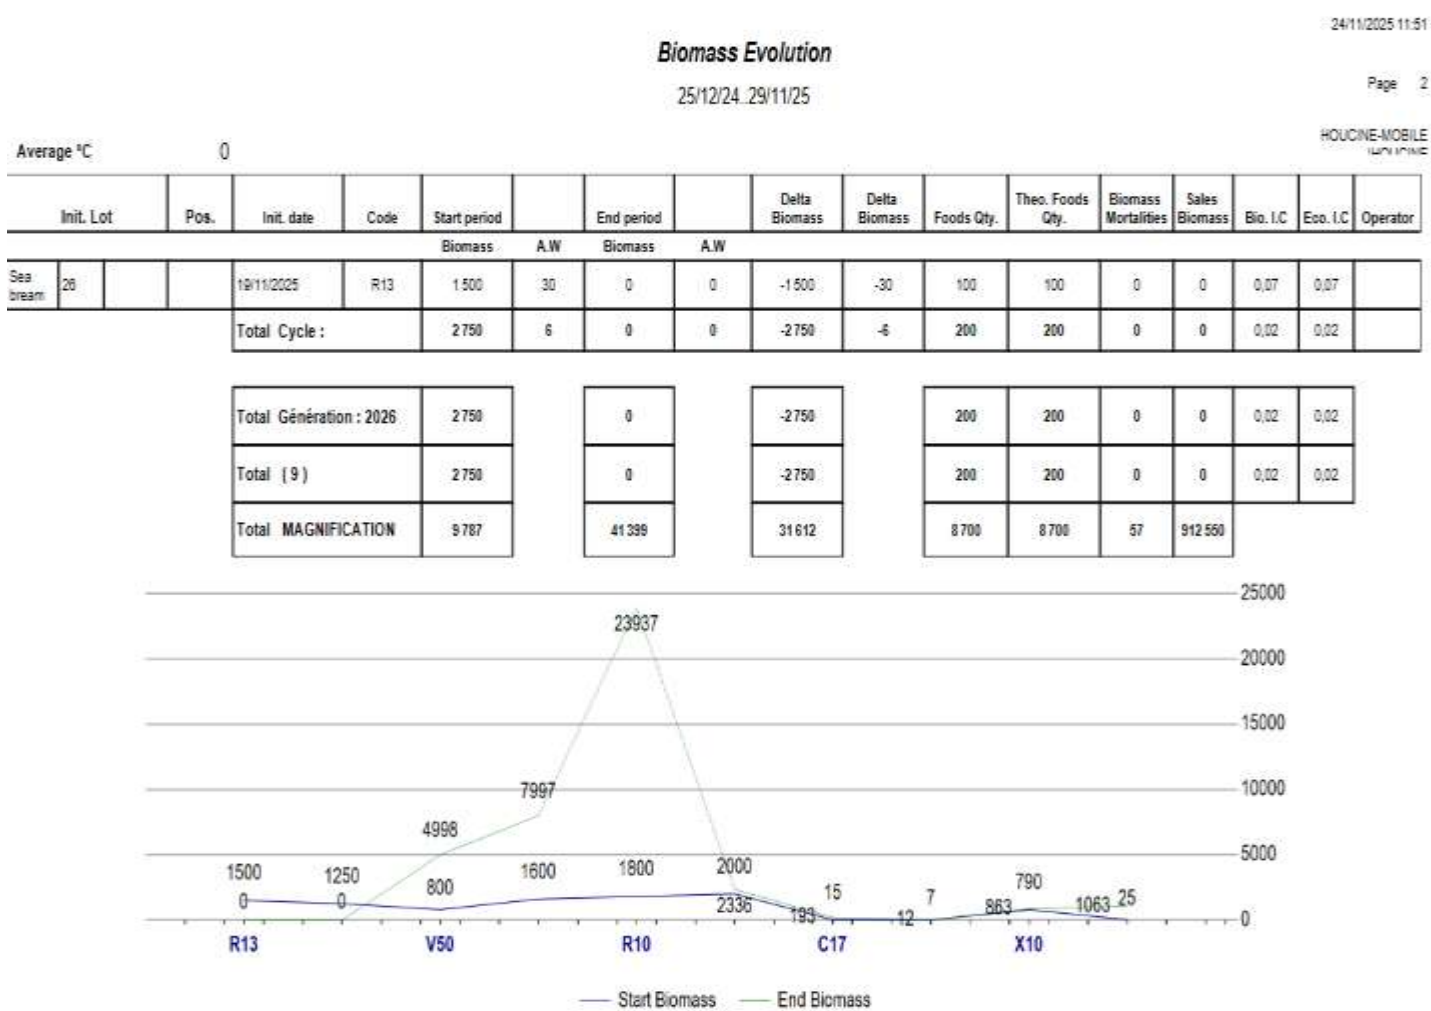 24/11/2025 11:51
Biomass Evolution
25/12/24..29/11/25
Page 2
HOUCINE-MOBILE
Average °C 0
Init. Lot Pos. Init. date Code Start period End period Delta Biomass Delta Biomass Foods Qty. Theo. Foods Qty. Biomass Mortalities Sales Biomass Bio. I.C Eco. I.C Operator
Biomass A.W Biomass A.W
Sea bream 26 19/11/2025 R13 1 500 30 0 0 -1 500 -30 100 100 0 0 0,07 0,07
Total Cycle : 2 750 6 0 0 -2 750 -6 200 200 0 0 0,02 0,02
Total Génération : 2026 2 750 0 -2 750 200 200 0 0 0,02 0,02
Total ( 9 ) 2 750 0 -2 750 200 200 0 0 0,02 0,02
Total MAGNIFICATION 9 787 41 399 31 612 8 700 8 700 57 912 550
25000
23937
20000
15000
7997 10000
4998
1500 1250 800 1600 1800 2000 15 7 790 25 5000
0 0 2336 193 12 863 1063 0
R13 V50 R10 C17 X10
Start Biomass End Biomass